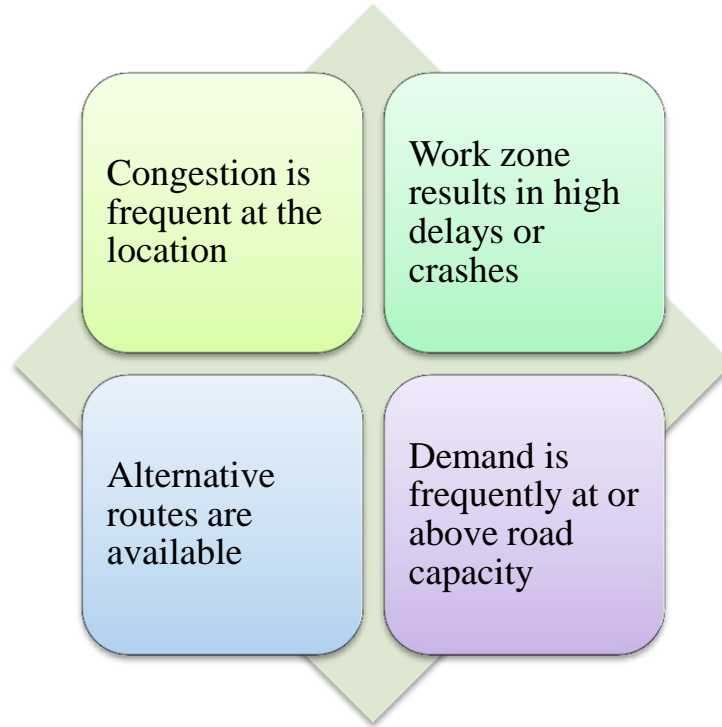 Congestion is
frequent at the
location
Work zone
results in high
delays or
crashes
Alternative
routes are
available
Demand is
frequently at or
above road
capacity